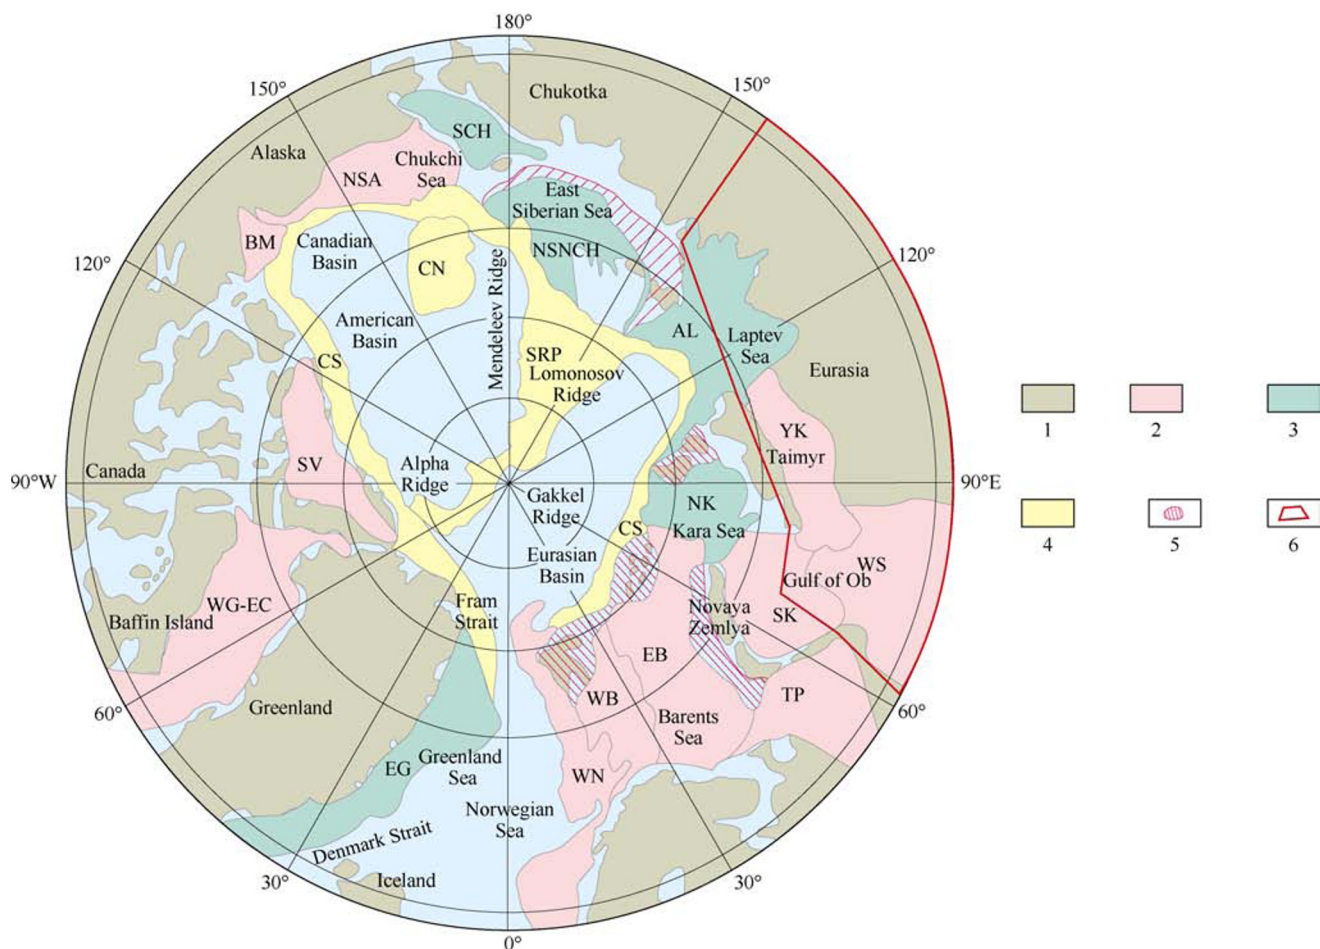 180°
150°
150°
Chukotka
SCH
Alaska
Chukchi
Sea
NSA
East
Siberian Sea
BM
Canadian
Basin
CN
NSNCH
120°
120°
Mendeleev Ridge
American
Basin
AL
Laptev
Sea
CS
SRP
Lomonosov
Ridge
Eurasia
YK
Taimyr
Canada
SV
Alpha
Ridge
90°W
90°E
Gakkel
Ridge
NK
Kara Sea
CS
Eurasian
Basin
WS
Gulf of Ob
WG-EC
Baffin Island
Fram
Strait
Novaya
Zemlya
SK
EB
TP
WB
60°
60°
Greenland
Barents
Sea
EG
Greenland
Sea
WN
Norwegian
Sea
Denmark Strait
Iceland
30°
30°
0°
1
2
3
4
5
6